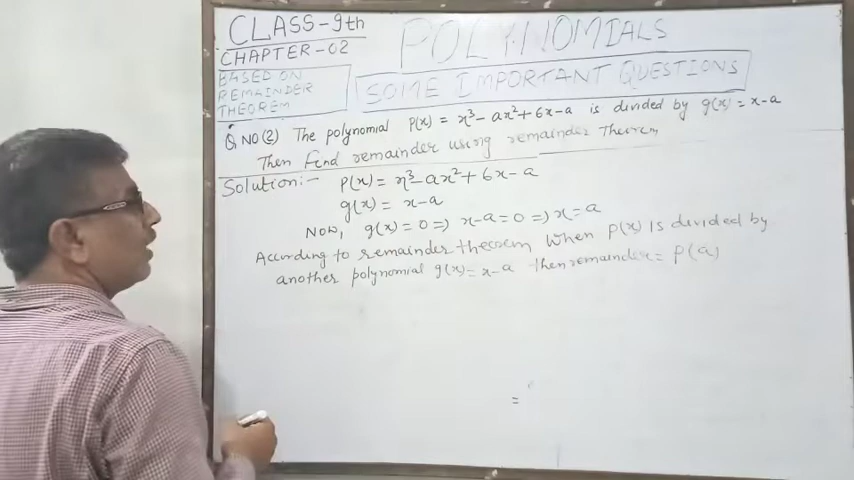 CLASS-9th
CHAPTER-02
POLYNOMIALS
BASED ON
REMAINDER
THEOREM
SOME IMPORTANT QUESTIONS
Q.NO(2) The polynomial P(x) = x³- ax²+ 6x-a is divided by g(x) = x-a
Then Find remainder using remainder Theorem
Solution:- P(x)= x³- ax²+ 6x - a
g(x) = x-a
Now, g(x) = 0 => x-a=0 => x=a
According to remainder theorem When P(x) is divided by
another polynomial g(x)= x-a then remainder = P(a)
=